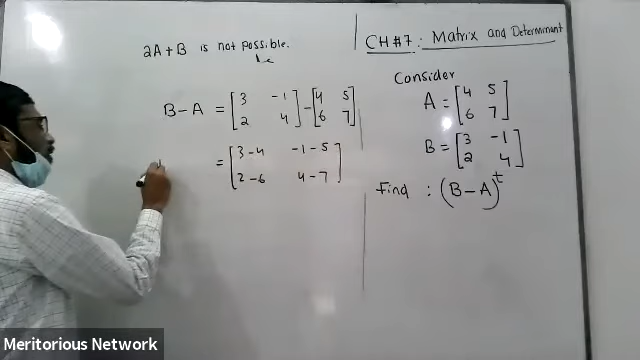 2A+B is not possible.
B-A = [3 -1 2 4] - [4 5 6 7]
= [3-4 -1-5 2-6 4-7]
CH#7: Matrix and Determinant
Consider
A = [4 5 6 7]
B = [3 -1 2 4]
Find : (B-A)^t
Meritorious Network